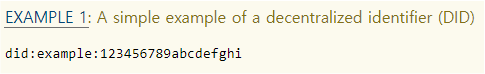 EXAMPLE 1: A simple example of a decentralized identifier (DID)
did:example:123456789abcdefghi